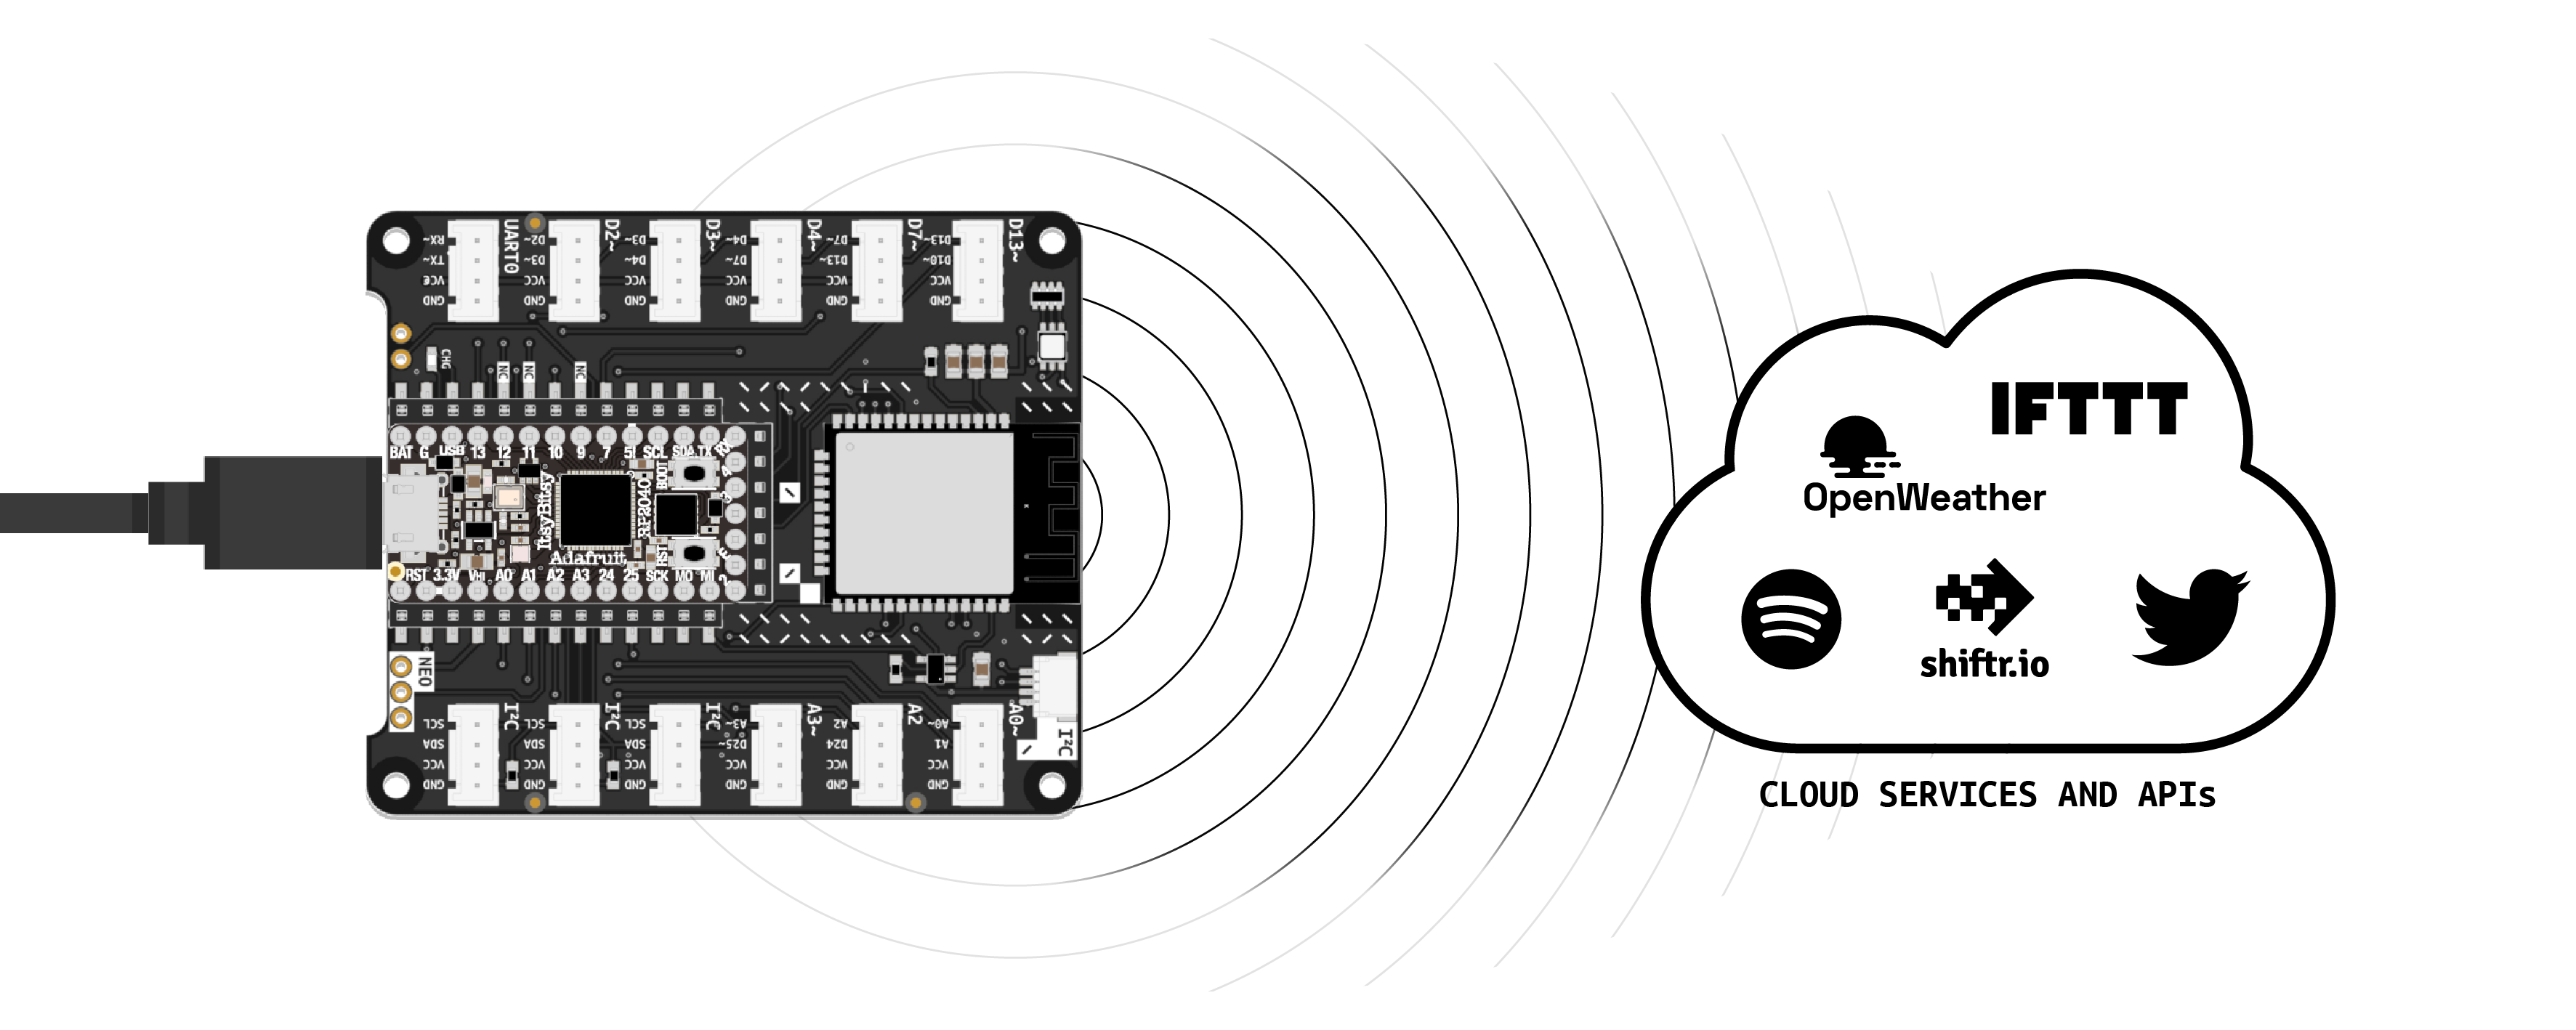 UART0 D2~ D3~ D4~ D7~ D13~
RX~ D2~ D3~ D4~ D7~ D13~
TX~ D3~ D4~ D7~ D13~ D10~
VCC VCC VCC VCC VCC VCC
GND GND GND GND GND GND
CHG NC NC NC
BAT G USB 13 12 11 10 9 7 5! SCL SDA TX
BOOT
ItsyBitsy RP2040
Adafruit
RST
RST 3.3V VHI A0 A1 A2 A3 24 25 SCK MO MI 2
NEO
I²C I²C I²C A3~ A2 A0~ I²C
SCL SCL SCL A3~ A2 A0~
SDA SDA SDA D25~ D24 A1
VCC VCC VCC VCC VCC VCC
GND GND GND GND GND GND
IFTTT
OpenWeather
shiftr.io
CLOUD SERVICES AND APIs